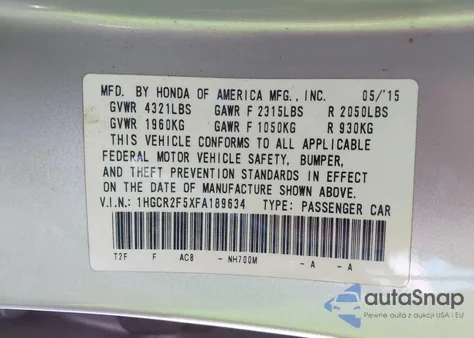 MFD. BY HONDA OF AMERICA MFG., INC. 05/'15
GVWR 4321LBS GAWR F 2315LBS R 2050LBS
GVWR 1960KG GAWR F 1050KG R 930KG
THIS VEHICLE CONFORMS TO ALL APPLICABLE
FEDERAL MOTOR VEHICLE SAFETY, BUMPER,
AND THEFT PREVENTION STANDARDS IN EFFECT
ON THE DATE OF MANUFACTURE SHOWN ABOVE.
V.I.N.: 1HGCR2F5XFA189634 TYPE: PASSENGER CAR
T2F F AC8 - NH700M - A - A
autoSnap
Pewne auta z aukcji USA i EU